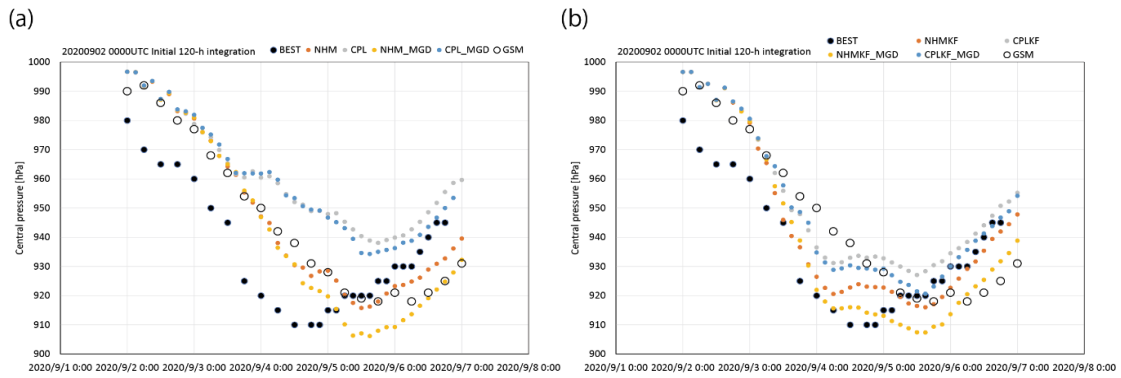 (a)
20200902 0000UTC Initial 120-h integration
BEST NHM CPL NHM_MGD CPL_MGD GSM
1000
990
980
970
960
950
940
930
920
910
900
Central pressure [hPa]
2020/9/1 0:00 2020/9/2 0:00 2020/9/3 0:00 2020/9/4 0:00 2020/9/5 0:00 2020/9/6 0:00 2020/9/7 0:00 2020/9/8 0:00
(b)
20200902 0000UTC Initial 120-h integration
BEST NHMKF CPLKF
NHMKF_MGD CPLKF_MGD GSM
1000
990
980
970
960
950
940
930
920
910
900
Central pressure [hPa]
2020/9/1 0:00 2020/9/2 0:00 2020/9/3 0:00 2020/9/4 0:00 2020/9/5 0:00 2020/9/6 0:00 2020/9/7 0:00 2020/9/8 0:00